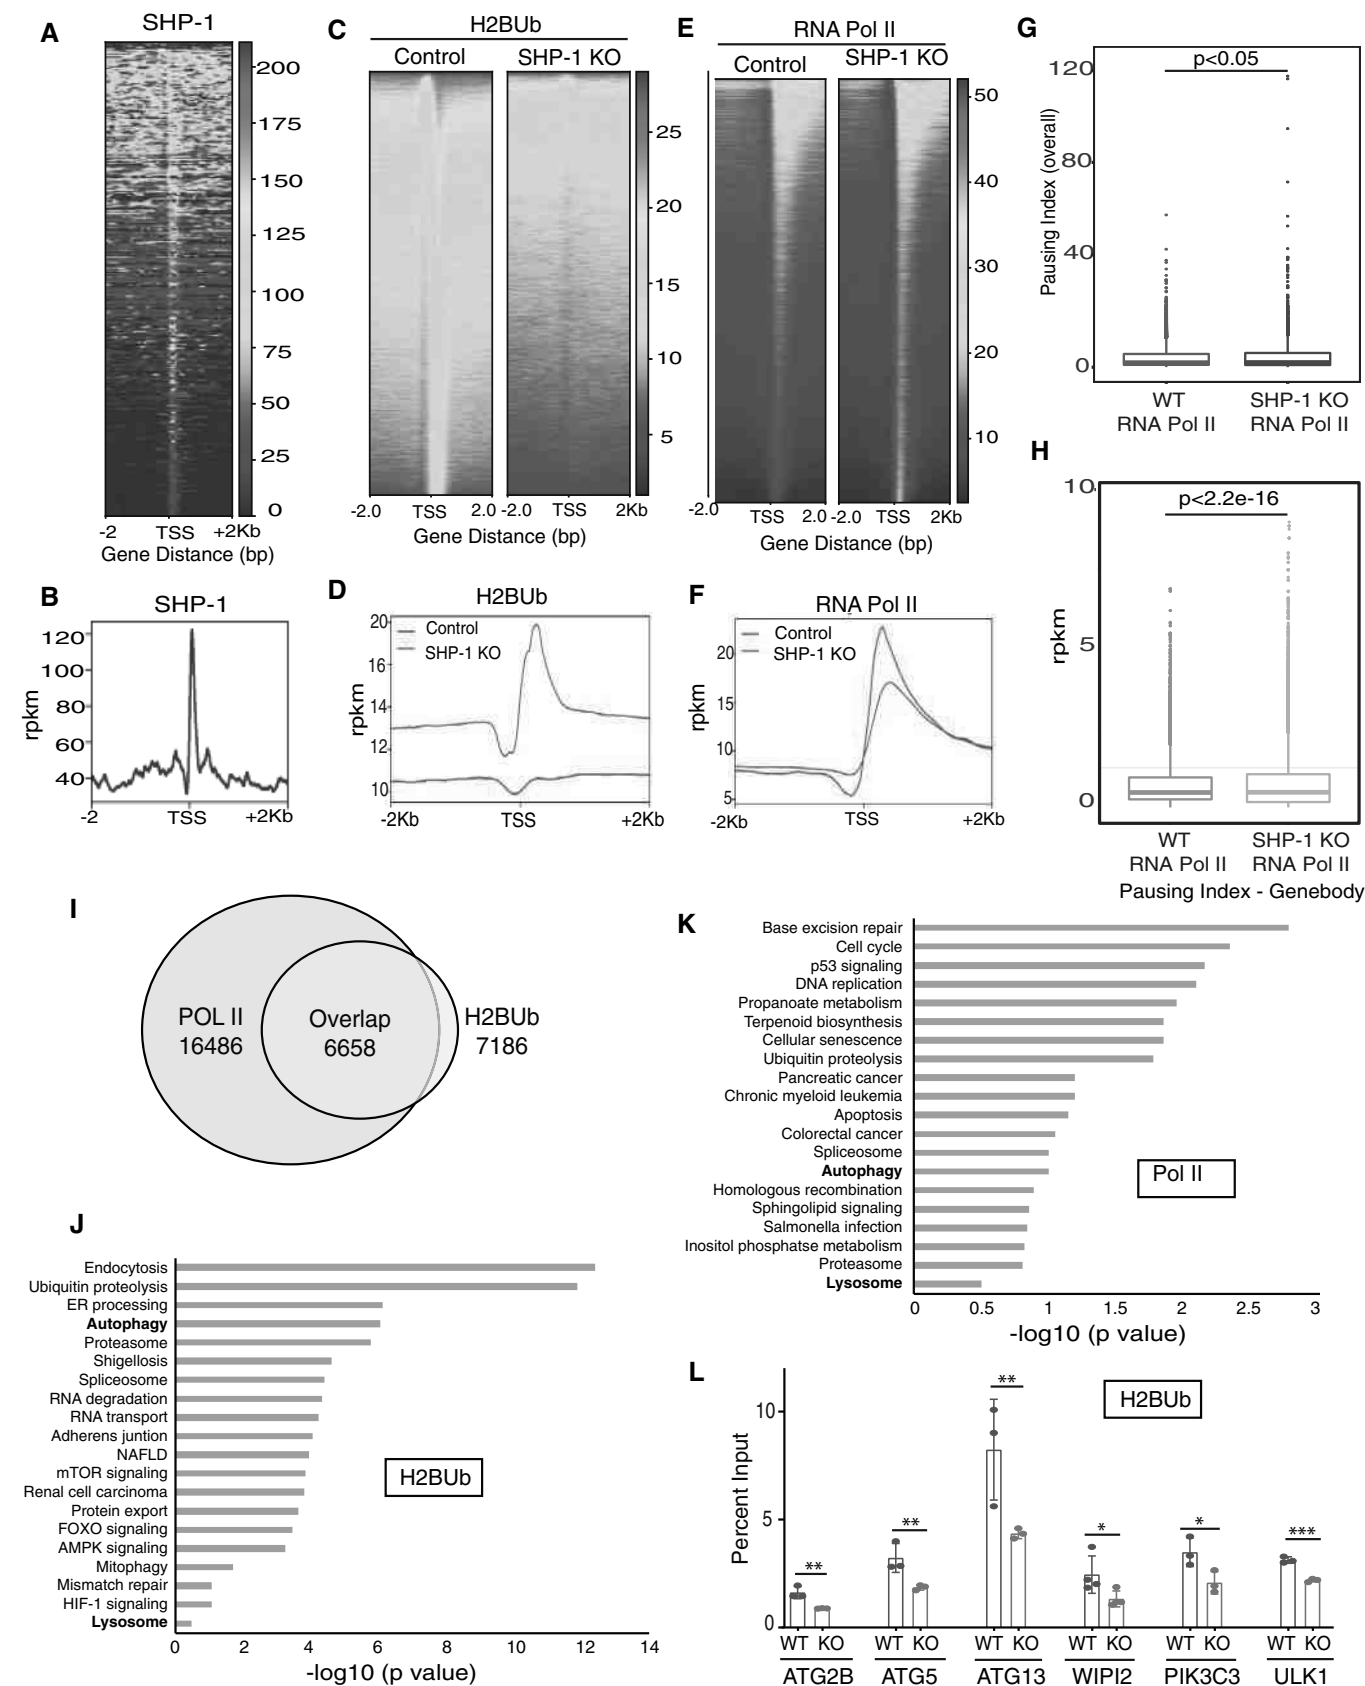 A
SHP-1
200
175
150
125
100
75
50
25
0
-2 TSS +2Kb
Gene Distance (bp)
B
SHP-1
120
100
80
60
40
rpkm
-2 TSS +2Kb
C
H2BUb
Control SHP-1 KO
25
20
15
10
5
-2.0 TSS 2.0 -2.0 TSS 2Kb
Gene Distance (bp)
D
H2BUb
Control
SHP-1 KO
20
16
14
12
10
rpkm
-2Kb TSS +2Kb
E
RNA Pol II
Control SHP-1 KO
50
40
30
20
10
-2.0 TSS 2.0 -2.0 TSS 2Kb
Gene Distance (bp)
F
RNA Pol II
Control
SHP-1 KO
20
15
10
5
rpkm
-2Kb TSS +2Kb
G
p<0.05
120
80
40
0
Pausing Index (overall)
WT SHP-1 KO
RNA Pol II RNA Pol II
H
p<2.2e-16
10
5
0
rpkm
WT SHP-1 KO
RNA Pol II RNA Pol II
Pausing Index - Genebody
I
POL II Overlap H2BUb
16486 6658 7186
J
Endocytosis
Ubiquitin proteolysis
ER processing
Autophagy
Proteasome
Shigellosis
Spliceosome
RNA degradation
RNA transport
Adherens juntion
NAFLD
mTOR signaling
Renal cell carcinoma
Protein export
FOXO signaling
AMPK signaling
Mitophagy
Mismatch repair
HIF-1 signaling
Lysosome
H2BUb
0 2 4 6 8 10 12 14
-log10 (p value)
K
Base excision repair
Cell cycle
p53 signaling
DNA replication
Propanoate metabolism
Terpenoid biosynthesis
Cellular senescence
Ubiquitin proteolysis
Pancreatic cancer
Chronic myeloid leukemia
Apoptosis
Colorectal cancer
Spliceosome
Autophagy
Homologous recombination
Sphingolipid signaling
Salmonella infection
Inositol phosphatse metabolism
Proteasome
Lysosome
Pol II
0 0.5 1 1.5 2 2.5 3
-log10 (p value)
L
H2BUb
10
5
0
Percent Input
** ** ** * * ***
WT KO WT KO WT KO WT KO WT KO WT KO
ATG2B ATG5 ATG13 WIPI2 PIK3C3 ULK1